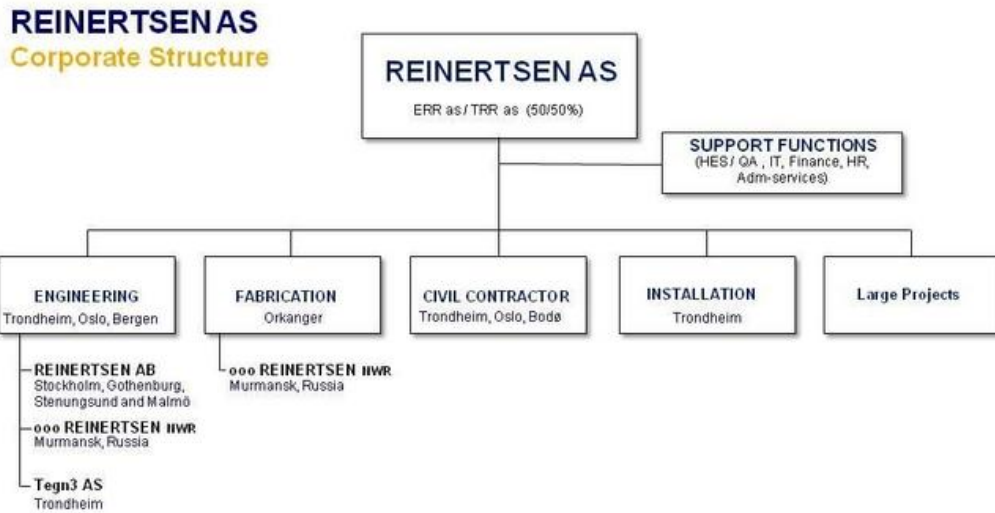 REINERTSEN AS
Corporate Structure
REINERTSEN AS
ERR as / TRR as (50/50%)
SUPPORT FUNCTIONS
(HES/ QA , IT, Finance, HR,
Adm-services)
ENGINEERING
Trondheim, Oslo, Bergen
FABRICATION
Orkanger
CIVIL CONTRACTOR
Trondheim, Oslo, Bodø
INSTALLATION
Trondheim
Large Projects
REINERTSEN AB
Stockholm, Gothenburg,
Stenungsund and Malmö
ooo REINERTSEN NWR
Murmansk, Russia
Tegn3 AS
Trondheim
ooo REINERTSEN NWR
Murmansk, Russia